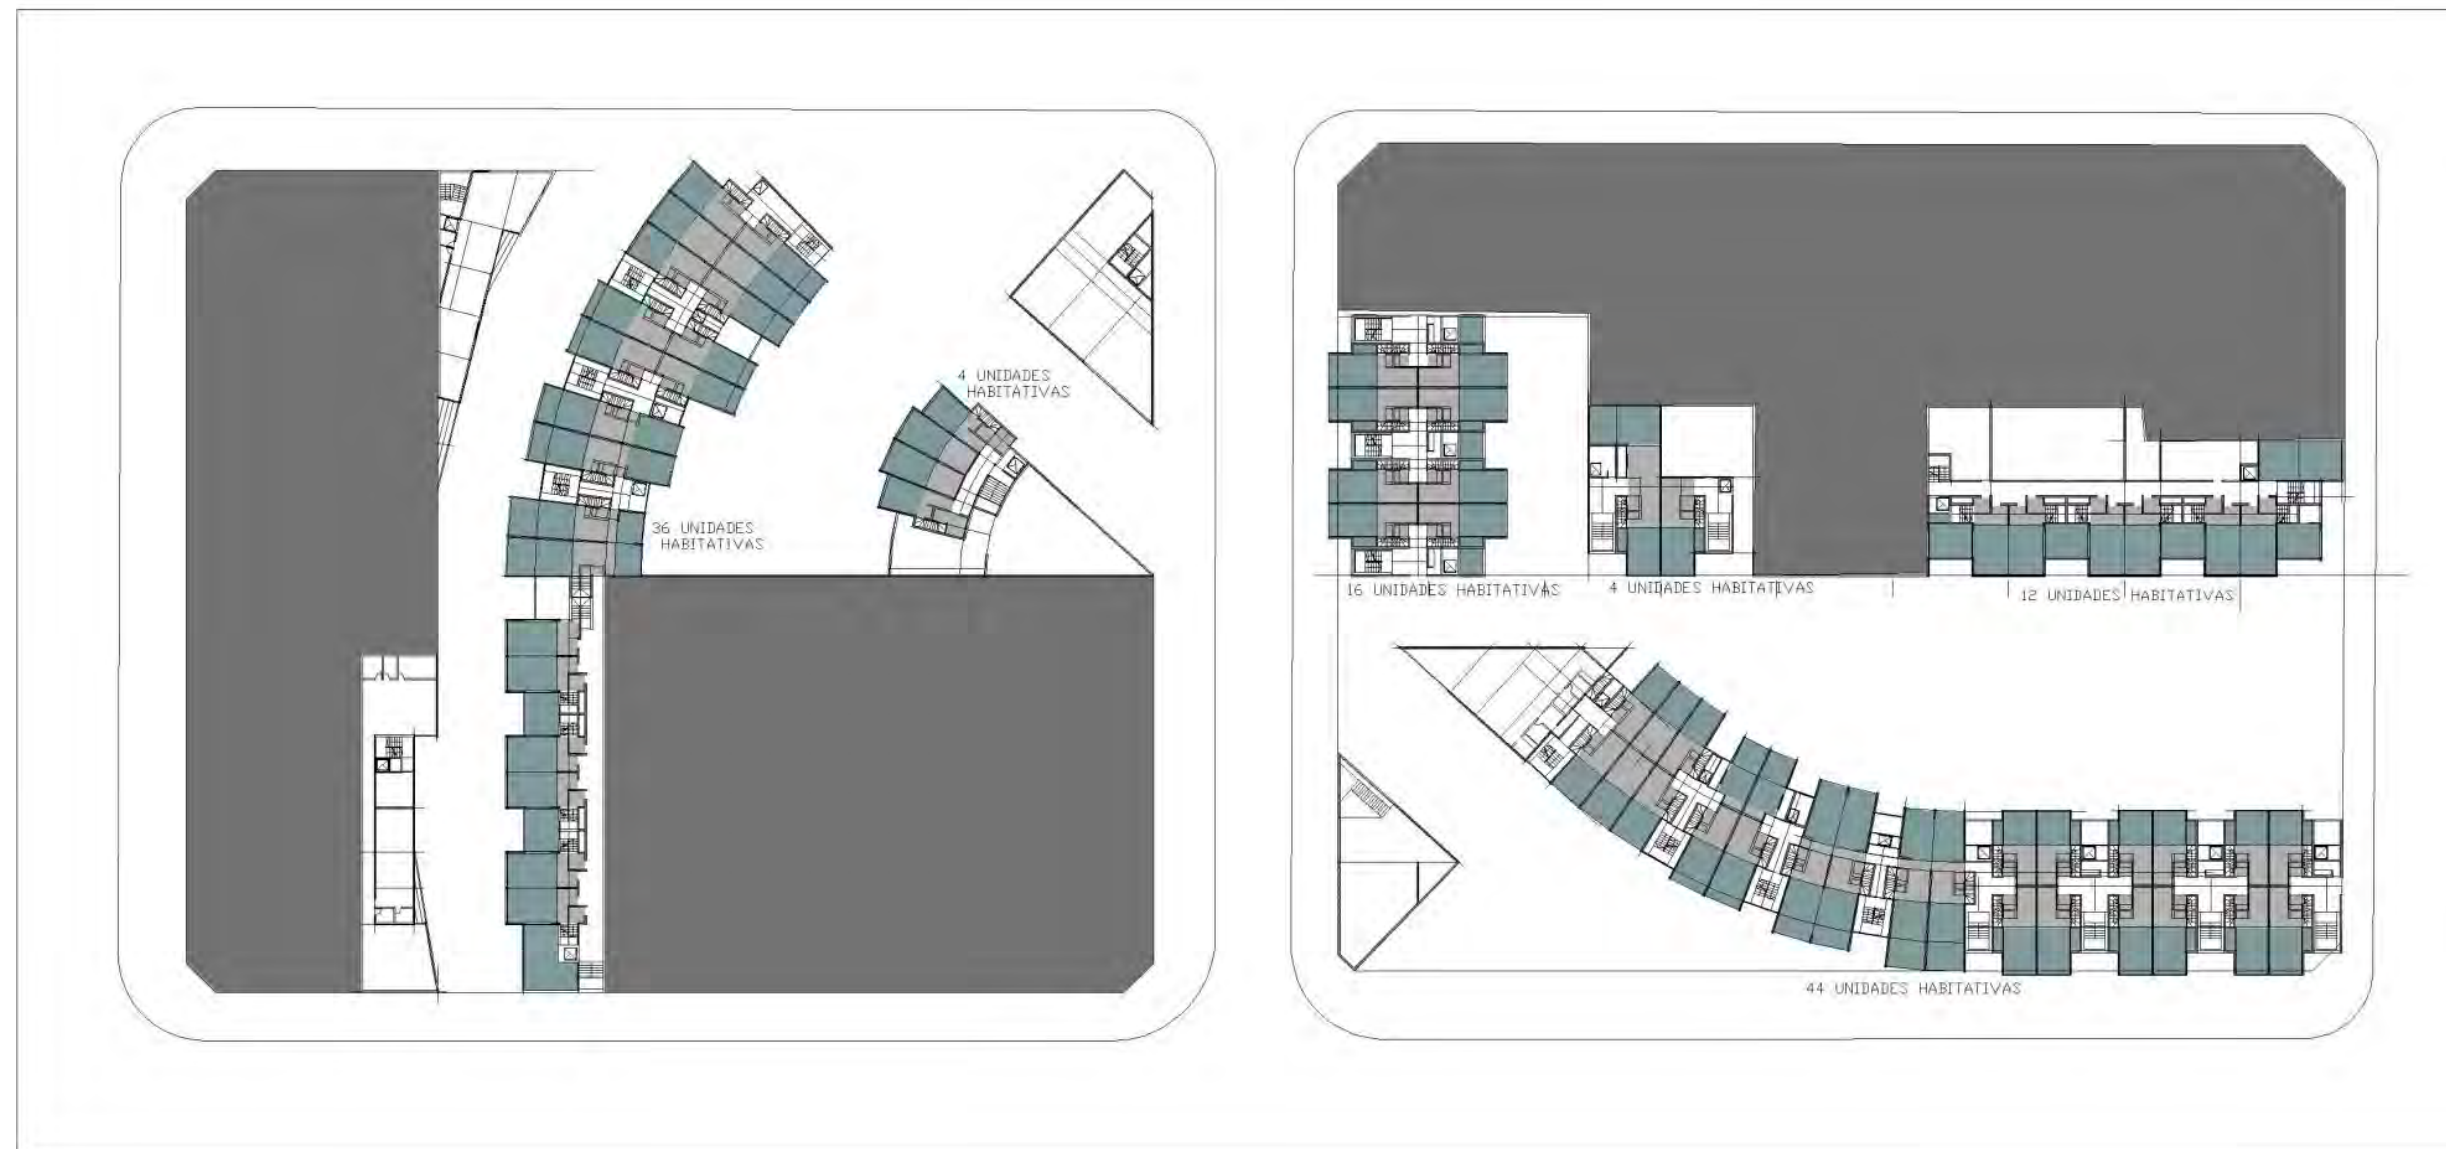 4 UNIDADES
HABITATIVAS
36 UNIDADES
HABITATIVAS
16 UNIDADES HABITATIVAS
4 UNIDADES HABITATIVAS
12 UNIDADES HABITATIVAS
44 UNIDADES HABITATIVAS